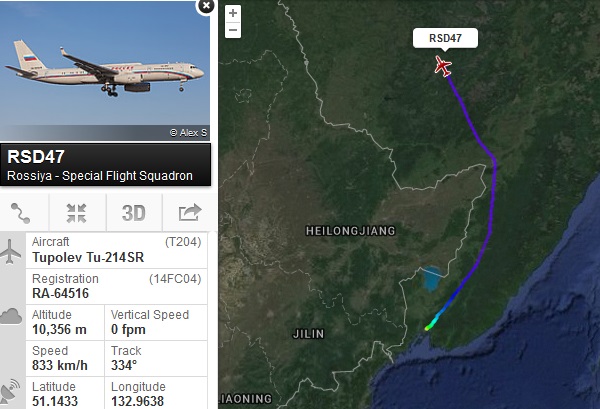 © Alex S
RSD47
Rossiya - Special Flight Squadron
3D
Aircraft (T204)
Tupolev Tu-214SR
Registration (14FC04)
RA-64516
Altitude Vertical Speed
10,356 m 0 fpm
Speed Track
833 km/h 334°
Latitude Longitude
51.1433 132.9638
+
−
RSD47
HEILONGJIANG
JILIN
LIAONING